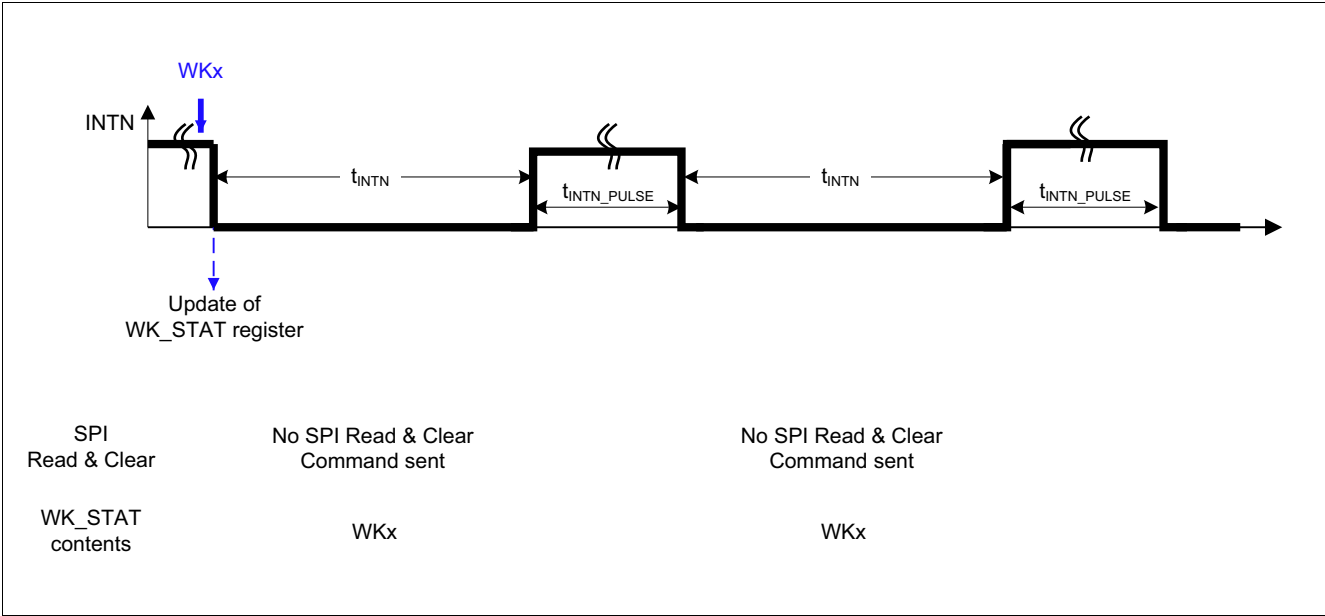 WKx
INTN
tINTN
tINTN
tINTN_PULSE
tINTN_PULSE
Update of
WK_STAT register
SPI
Read & Clear
No SPI Read & Clear
Command sent
No SPI Read & Clear
Command sent
WK_STAT
contents
WKx
WKx